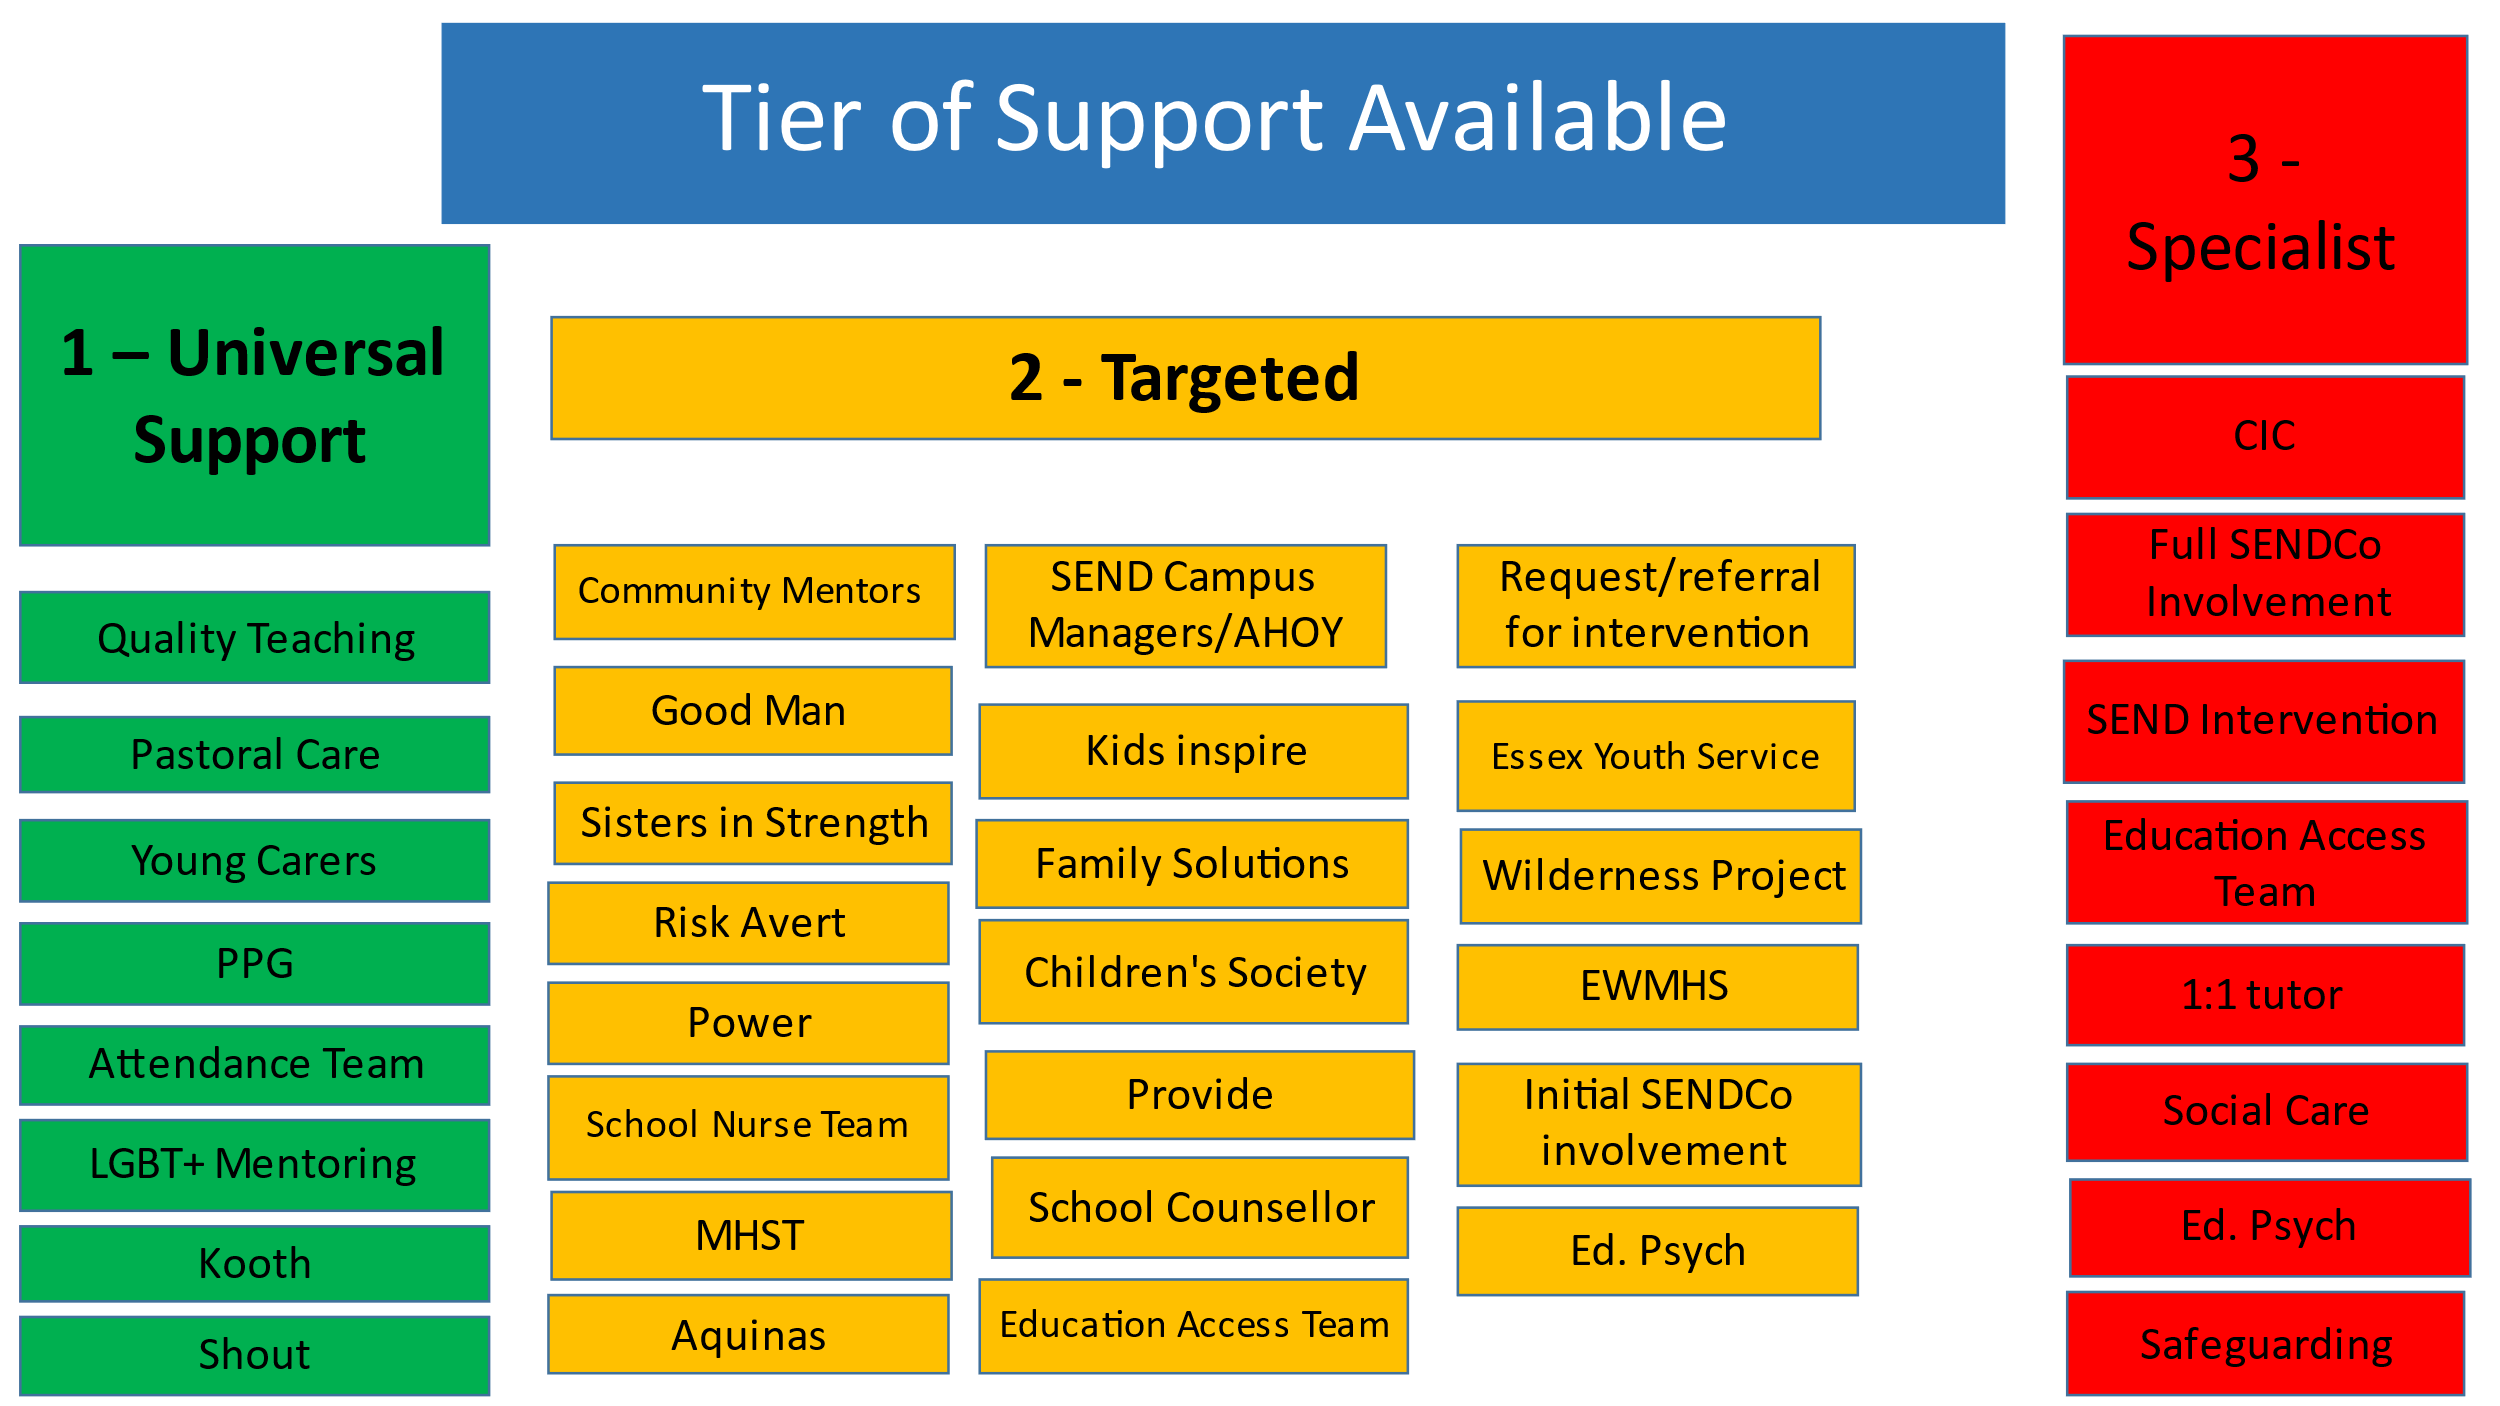 Tier of Support Available
1 – Universal
Support
Quality Teaching
Pastoral Care
Young Carers
PPG
Attendance Team
LGBT+ Mentoring
Kooth
Shout
2 - Targeted
Community Mentors
Good Man
Sisters in Strength
Risk Avert
Power
School Nurse Team
MHST
Aquinas
SEND Campus
Managers/AHOY
Kids inspire
Family Solutions
Children's Society
Provide
School Counsellor
Education Access Team
Request/referral
for intervention
Essex Youth Service
Wilderness Project
EWMHS
Initial SENDCo
involvement
Ed. Psych
3 -
Specialist
CIC
Full SENDCo
Involvement
SEND Intervention
Education Access
Team
1:1 tutor
Social Care
Ed. Psych
Safeguarding